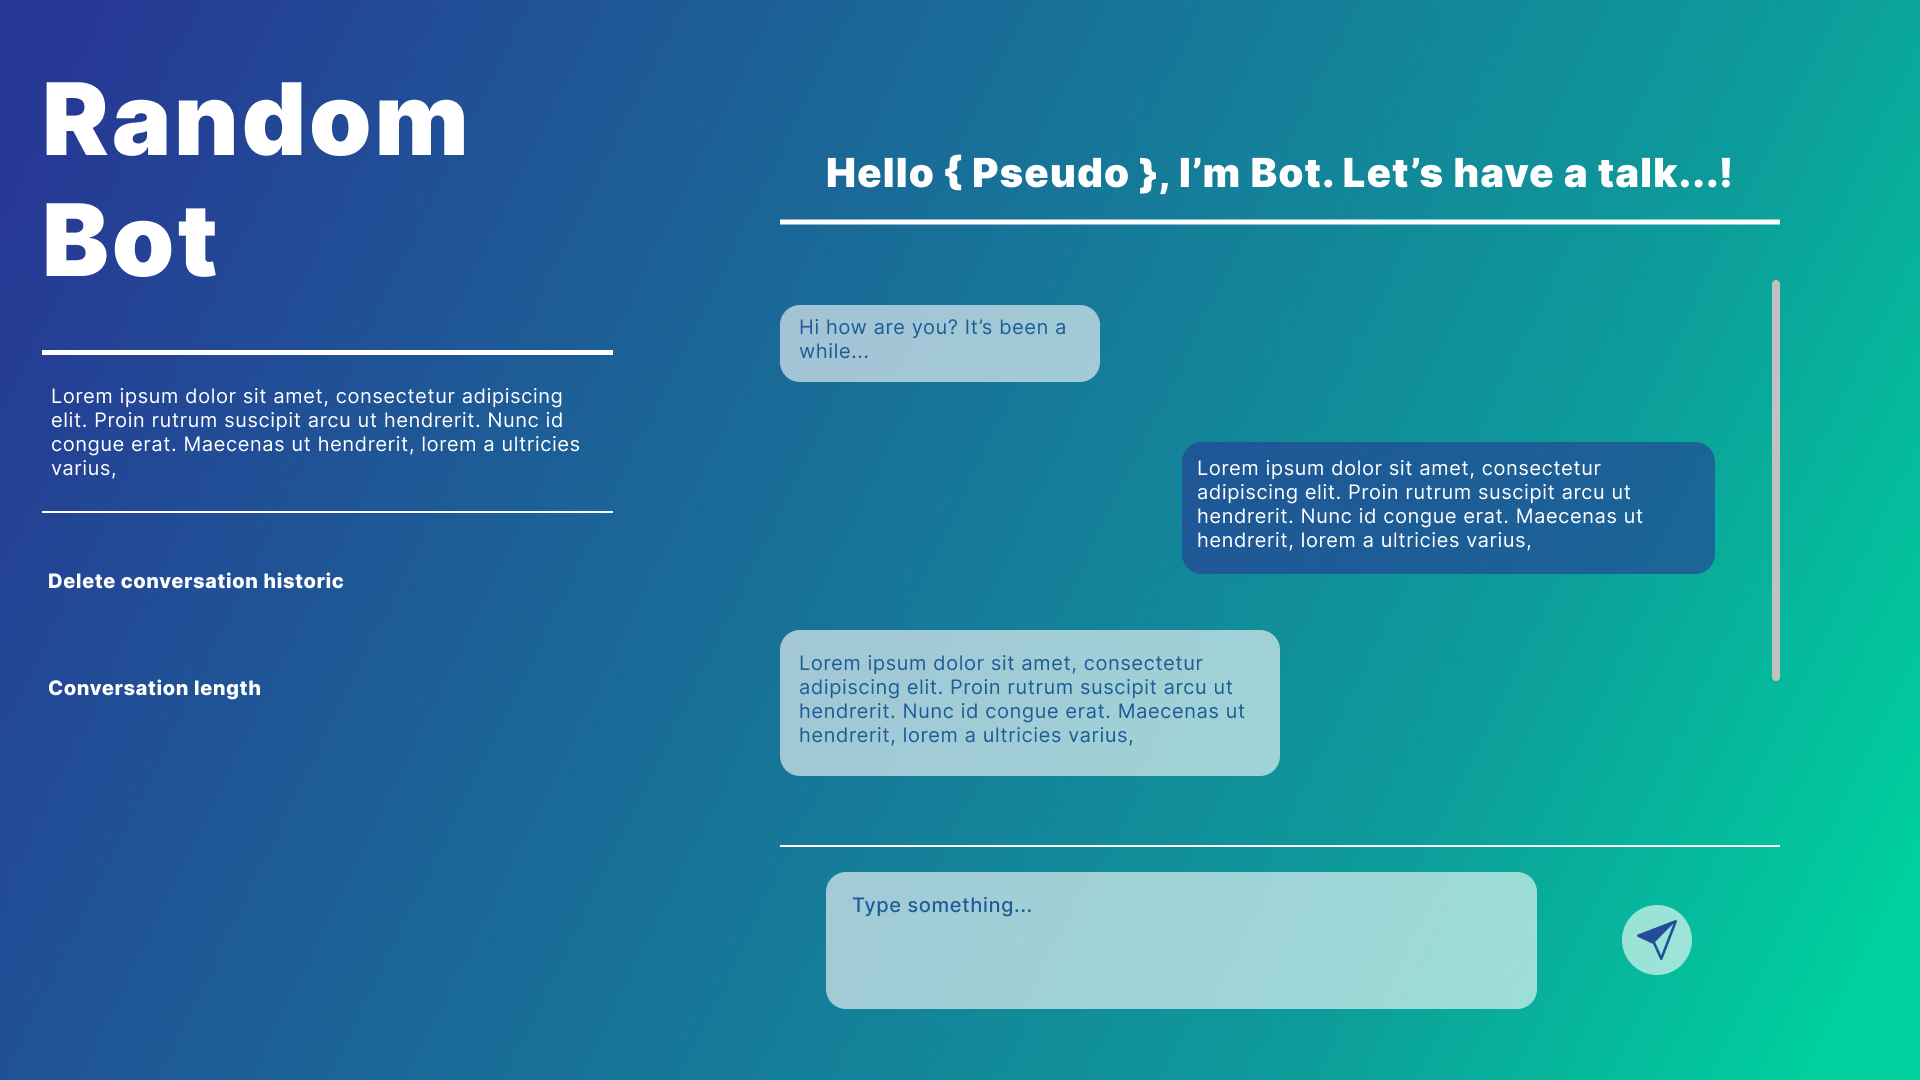 Random
Bot
Lorem ipsum dolor sit amet, consectetur adipiscing
elit. Proin rutrum suscipit arcu ut hendrerit. Nunc id
congue erat. Maecenas ut hendrerit, lorem a ultricies
varius,
Delete conversation historic
Conversation length
Hello { Pseudo }, I’m Bot. Let’s have a talk...!
Hi how are you? It’s been a
while...
Lorem ipsum dolor sit amet, consectetur
adipiscing elit. Proin rutrum suscipit arcu ut
hendrerit. Nunc id congue erat. Maecenas ut
hendrerit, lorem a ultricies varius,
Lorem ipsum dolor sit amet, consectetur
adipiscing elit. Proin rutrum suscipit arcu ut
hendrerit. Nunc id congue erat. Maecenas ut
hendrerit, lorem a ultricies varius,
Type something...